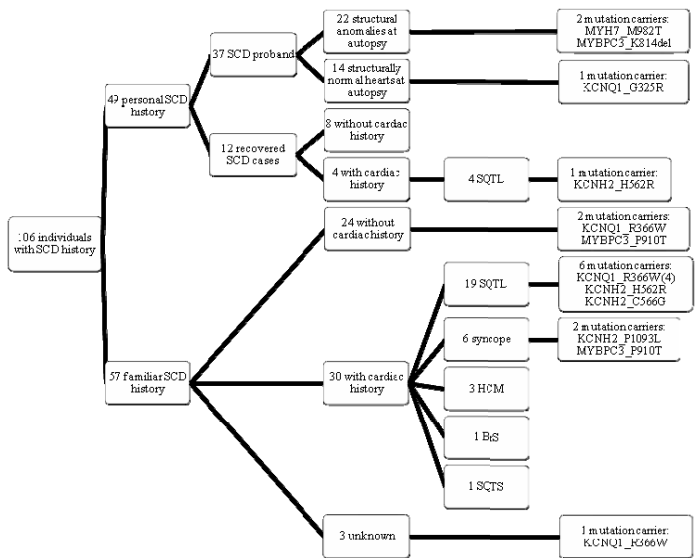 106 individuals
with SCD history
49 personal SCD
history
37 SCD proband
22 structural
anomalies at
autopsy
2 mutation carriers:
MYH7_M982T
MYBPC3_K814del
14 structurally
normal hearts at
autopsy
1 mutation carrier:
KCNQ1_G325R
12 recovered
SCD cases
8 without cardiac
history
4 with cardiac
history
4 SQTL
1 mutation carrier:
KCNH2_H562R
57 familiar SCD
history
24 without
cardiac history
2 mutation carriers:
KCNQ1_R366W
MYBPC3_P910T
30 with cardiac
history
19 SQTL
6 mutation carriers:
KCNQ1_R366W(4)
KCNH2_H562R
KCNH2_C566G
6 syncope
2 mutation carriers:
KCNH2_P1093L
MYBPC3_P910T
3 HCM
1 BrS
1 SQTS
3 unknown
1 mutation carrier:
KCNQ1_R366W